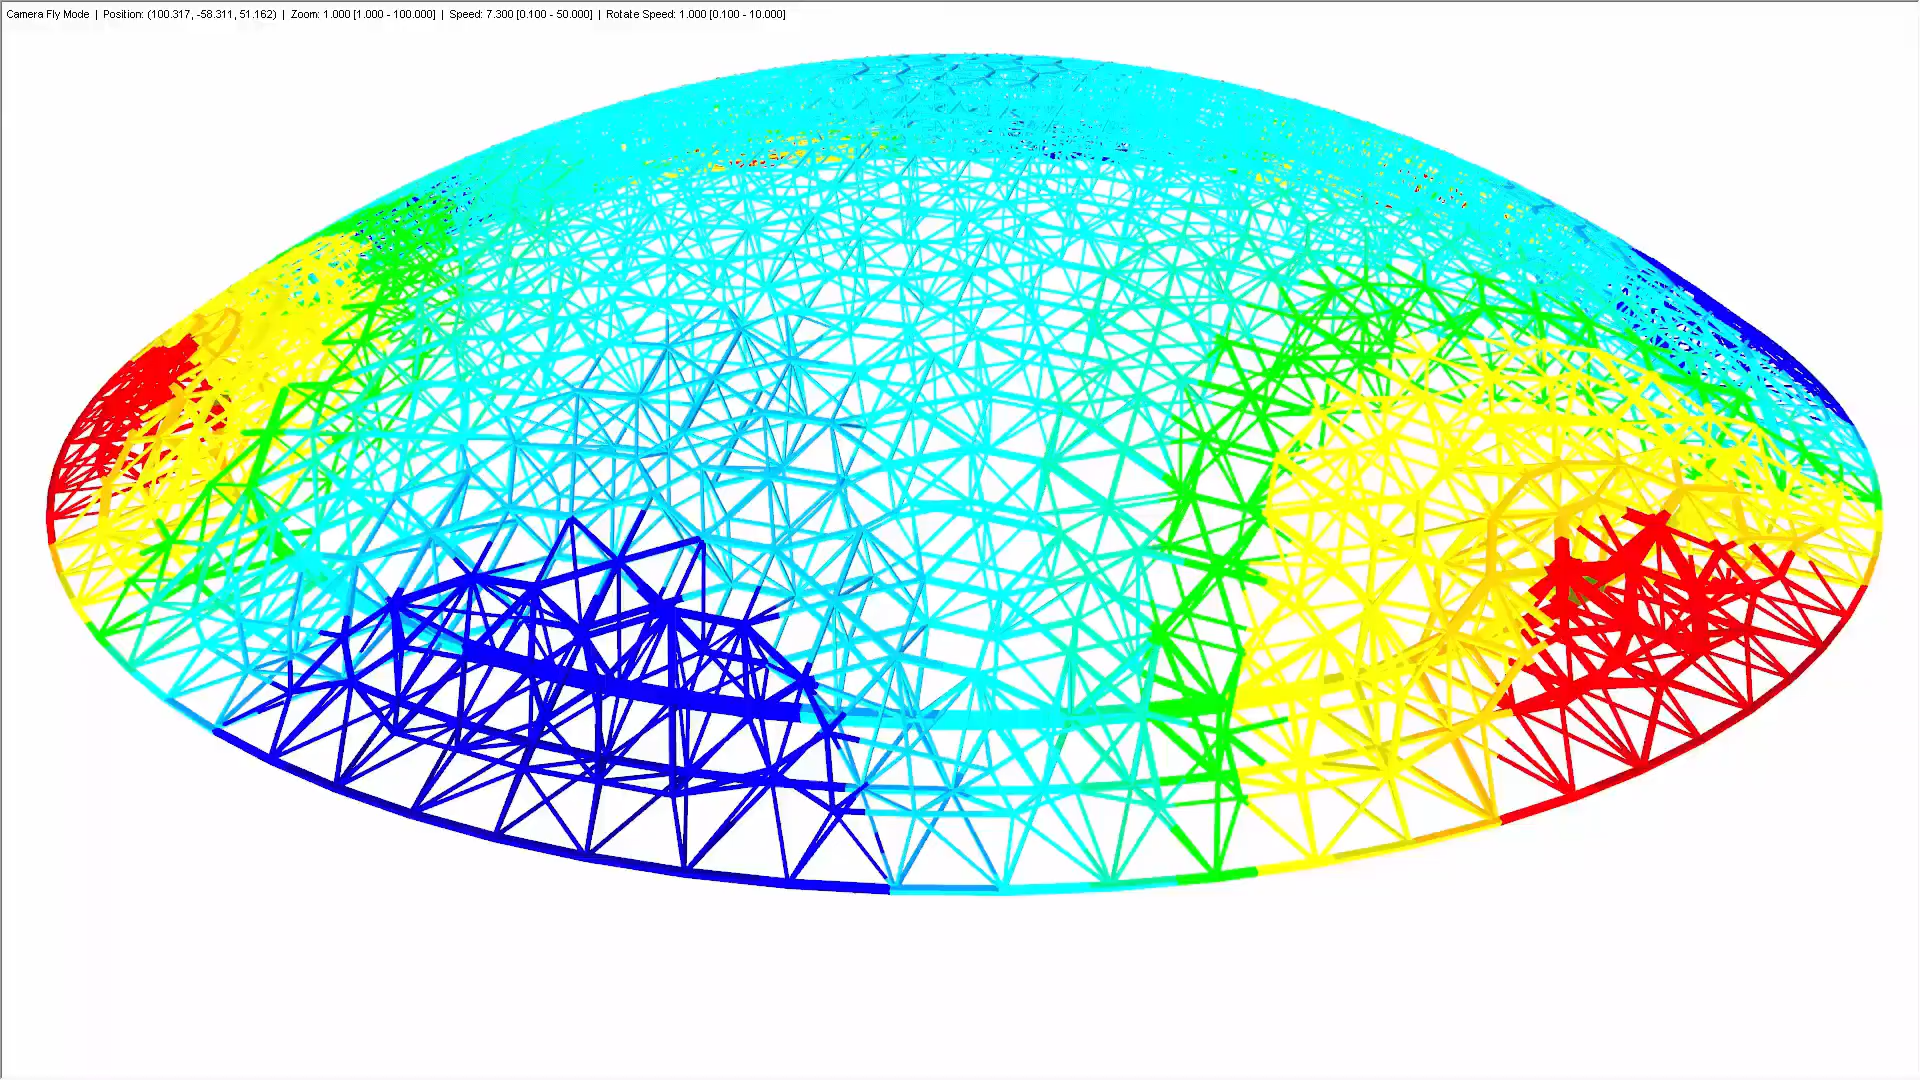 Camera Fly Mode | Position: (100.317, -58.311, 51.162) | Zoom: 1.000 [1.000 - 100.000] | Speed: 7.300 [0.100 - 50.000] | Rotate Speed: 1.000 [0.100 - 10.000]